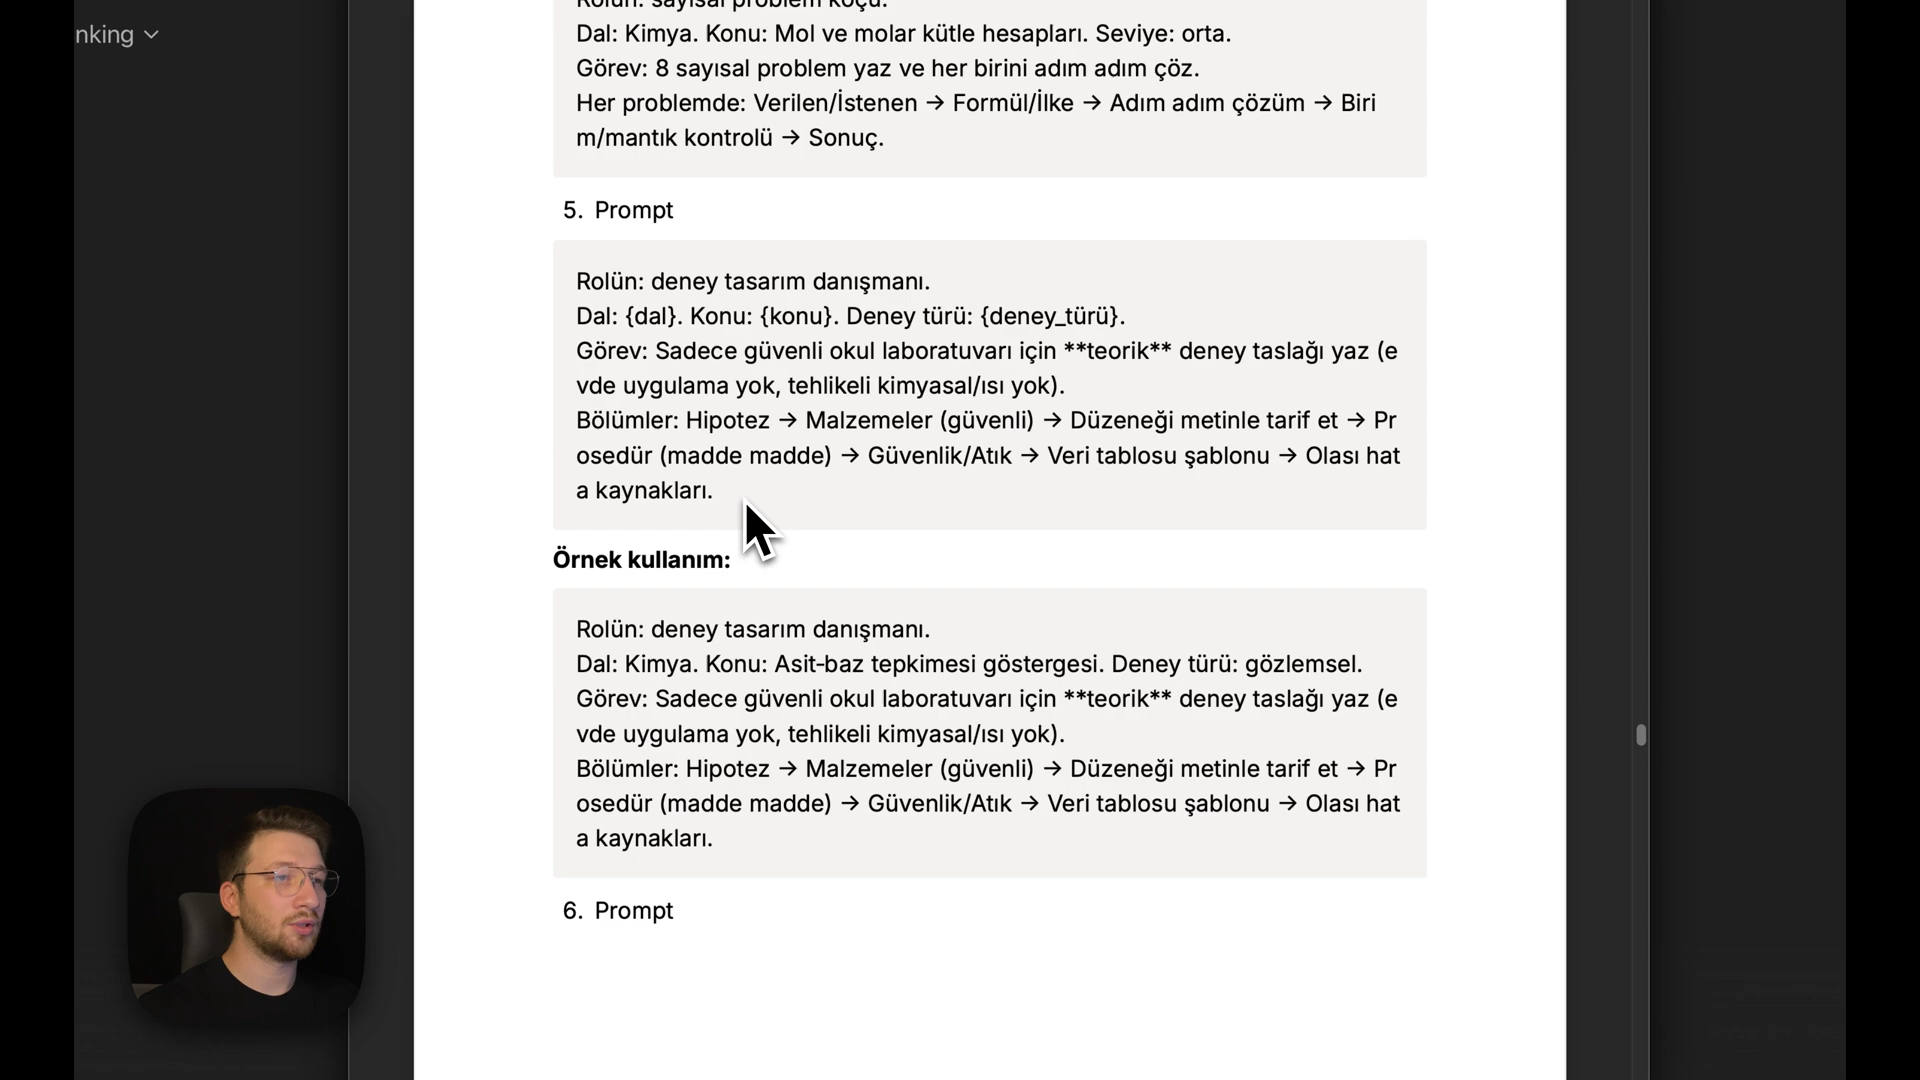 nking
Rolün: sayısal problem koçu.
Dal: Kimya. Konu: Mol ve molar kütle hesapları. Seviye: orta.
Görev: 8 sayısal problem yaz ve her birini adım adım çöz.
Her problemde: Verilen/İstenen → Formül/İlke → Adım adım çözüm → Biri
m/mantık kontrolü → Sonuç.
5. Prompt
Rolün: deney tasarım danışmanı.
Dal: {dal}. Konu: {konu}. Deney türü: {deney_türü}.
Görev: Sadece güvenli okul laboratuvarı için **teorik** deney taslağı yaz (e
vde uygulama yok, tehlikeli kimyasal/ısı yok).
Bölümler: Hipotez → Malzemeler (güvenli) → Düzeneği metinle tarif et → Pr
osedür (madde madde) → Güvenlik/Atık → Veri tablosu şablonu → Olası hat
a kaynakları.
Örnek kullanım:
Rolün: deney tasarım danışmanı.
Dal: Kimya. Konu: Asit-baz tepkimesi göstergesi. Deney türü: gözlemsel.
Görev: Sadece güvenli okul laboratuvarı için **teorik** deney taslağı yaz (e
vde uygulama yok, tehlikeli kimyasal/ısı yok).
Bölümler: Hipotez → Malzemeler (güvenli) → Düzeneği metinle tarif et → Pr
osedür (madde madde) → Güvenlik/Atık → Veri tablosu şablonu → Olası hat
a kaynakları.
6. Prompt